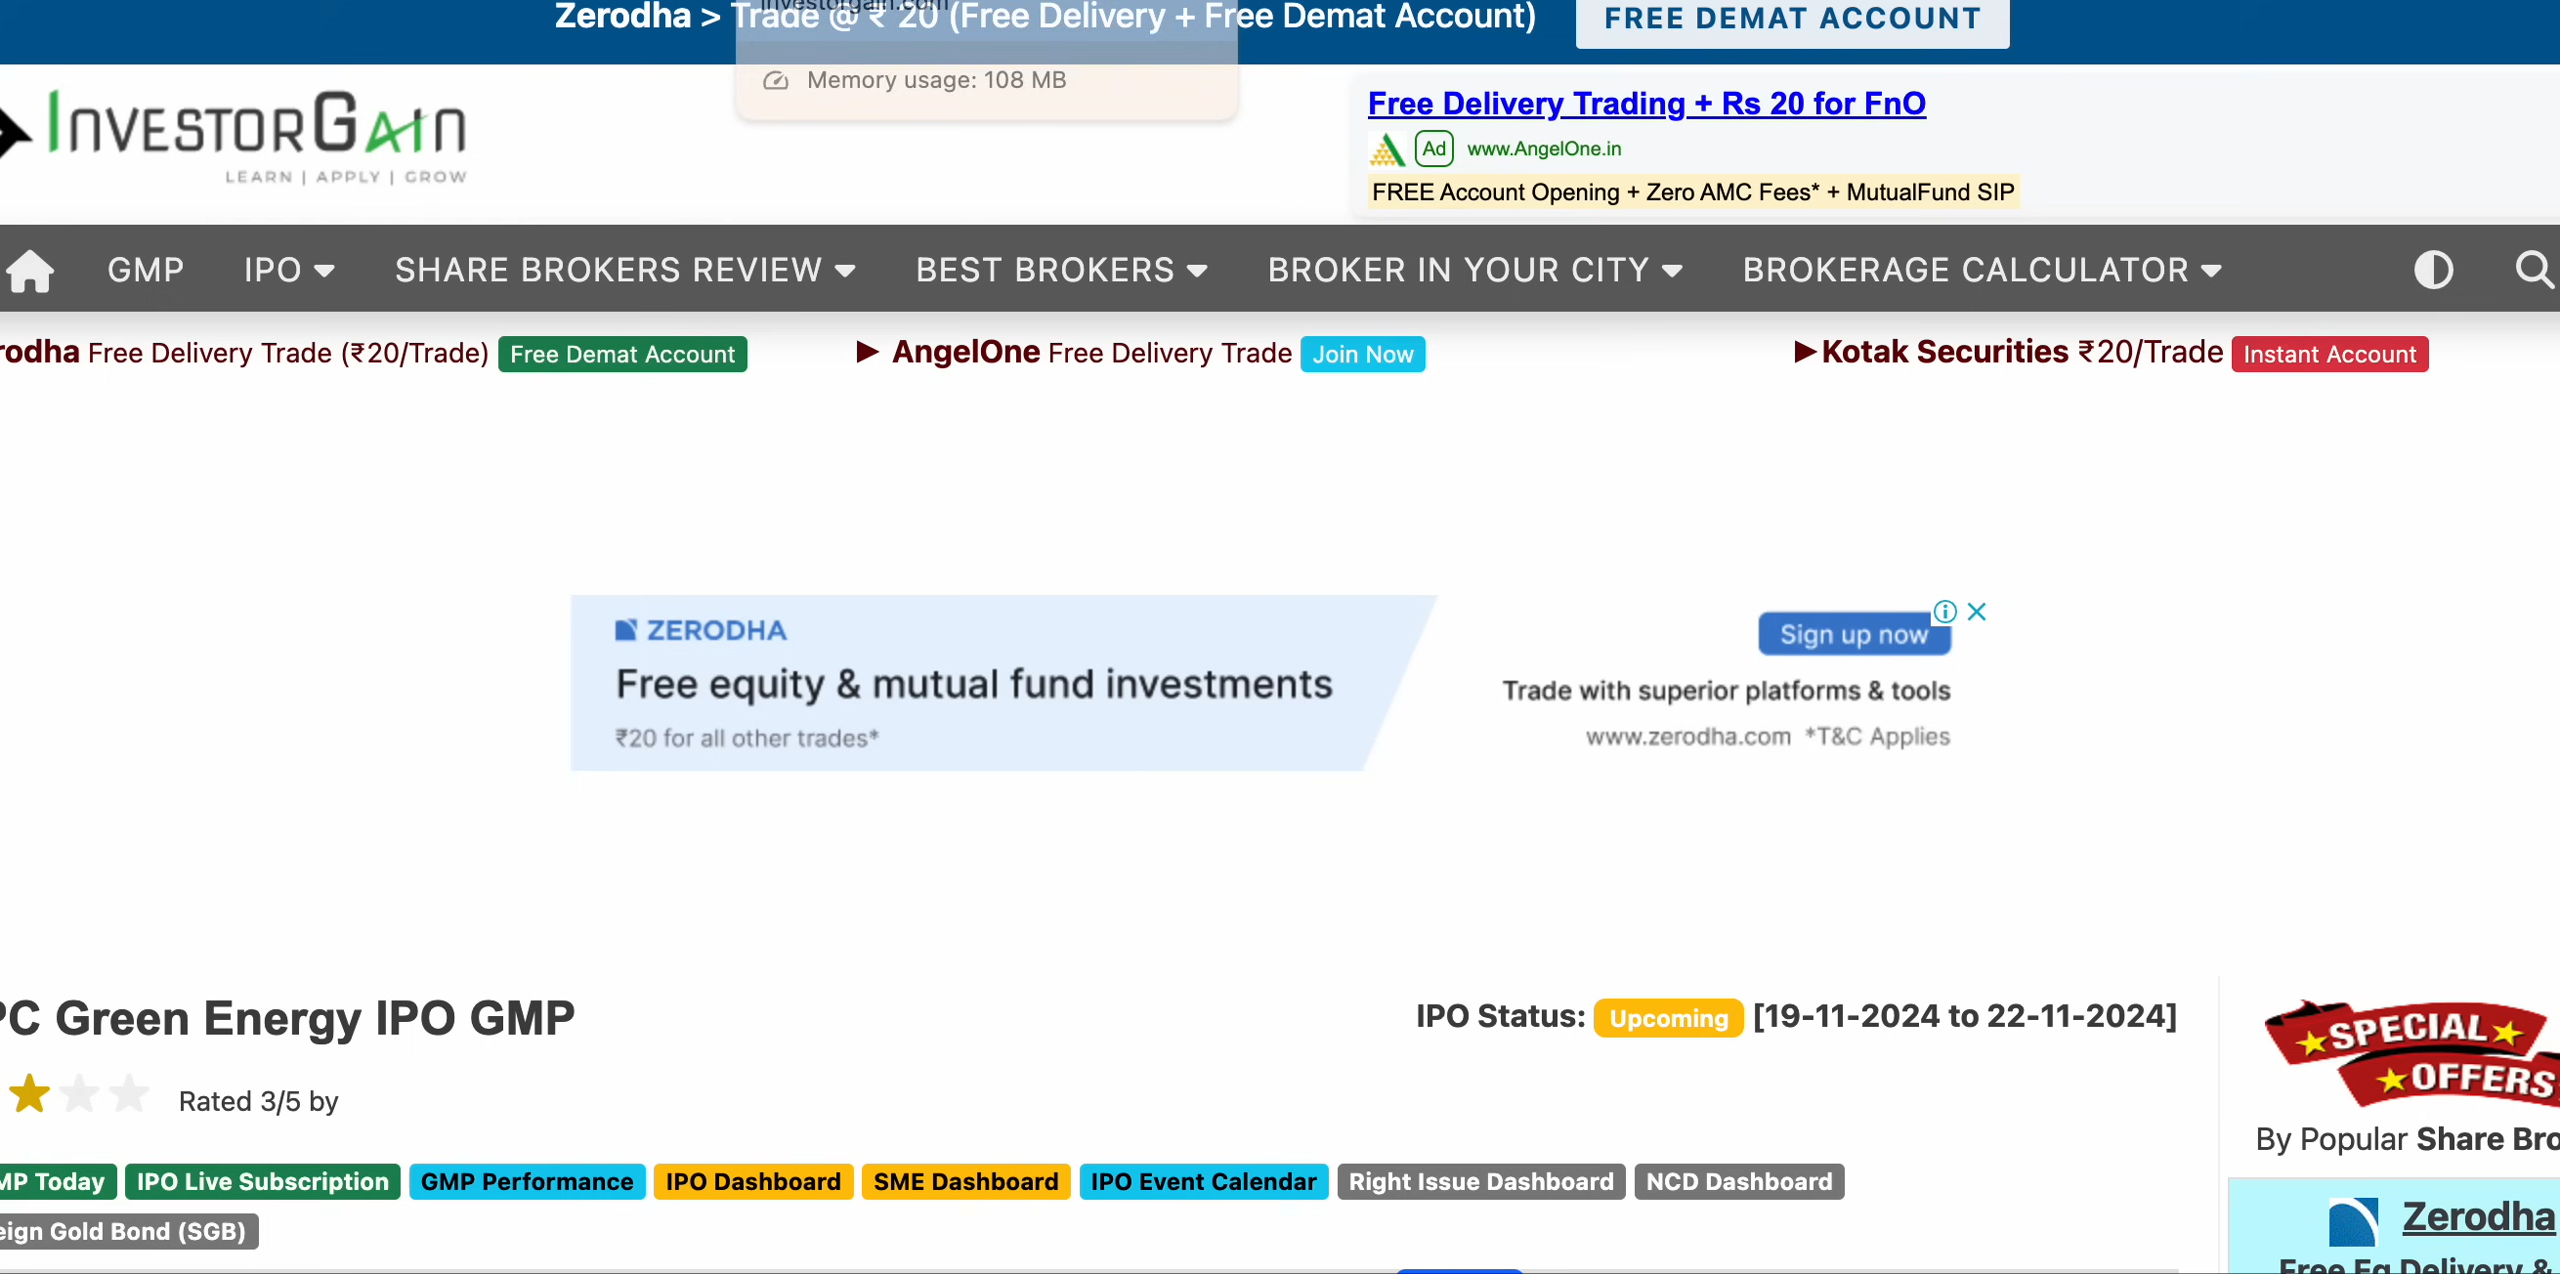 Zerodha > Trade @ ₹ 20 (Free Delivery + Free Demat Account)
FREE DEMAT ACCOUNT
investorgain.com
Memory usage: 108 MB
INVESTORGAIN
LEARN | APPLY | GROW
Free Delivery Trading + Rs 20 for FnO
Ad www.AngelOne.in
FREE Account Opening + Zero AMC Fees* + MutualFund SIP
GMP IPO SHARE BROKERS REVIEW BEST BROKERS BROKER IN YOUR CITY BROKERAGE CALCULATOR
rodha Free Delivery Trade (₹20/Trade) Free Demat Account
AngelOne Free Delivery Trade Join Now
Kotak Securities ₹20/Trade Instant Account
ZERODHA
Free equity & mutual fund investments
₹20 for all other trades*
Sign up now
Trade with superior platforms & tools
www.zerodha.com *T&C Applies
PC Green Energy IPO GMP
IPO Status: Upcoming [19-11-2024 to 22-11-2024]
Rated 3/5 by
MP Today IPO Live Subscription GMP Performance IPO Dashboard SME Dashboard IPO Event Calendar Right Issue Dashboard NCD Dashboard
eign Gold Bond (SGB)
SPECIAL
OFFERS
By Popular Share Bro
Zerodha
Free Eq Delivery &